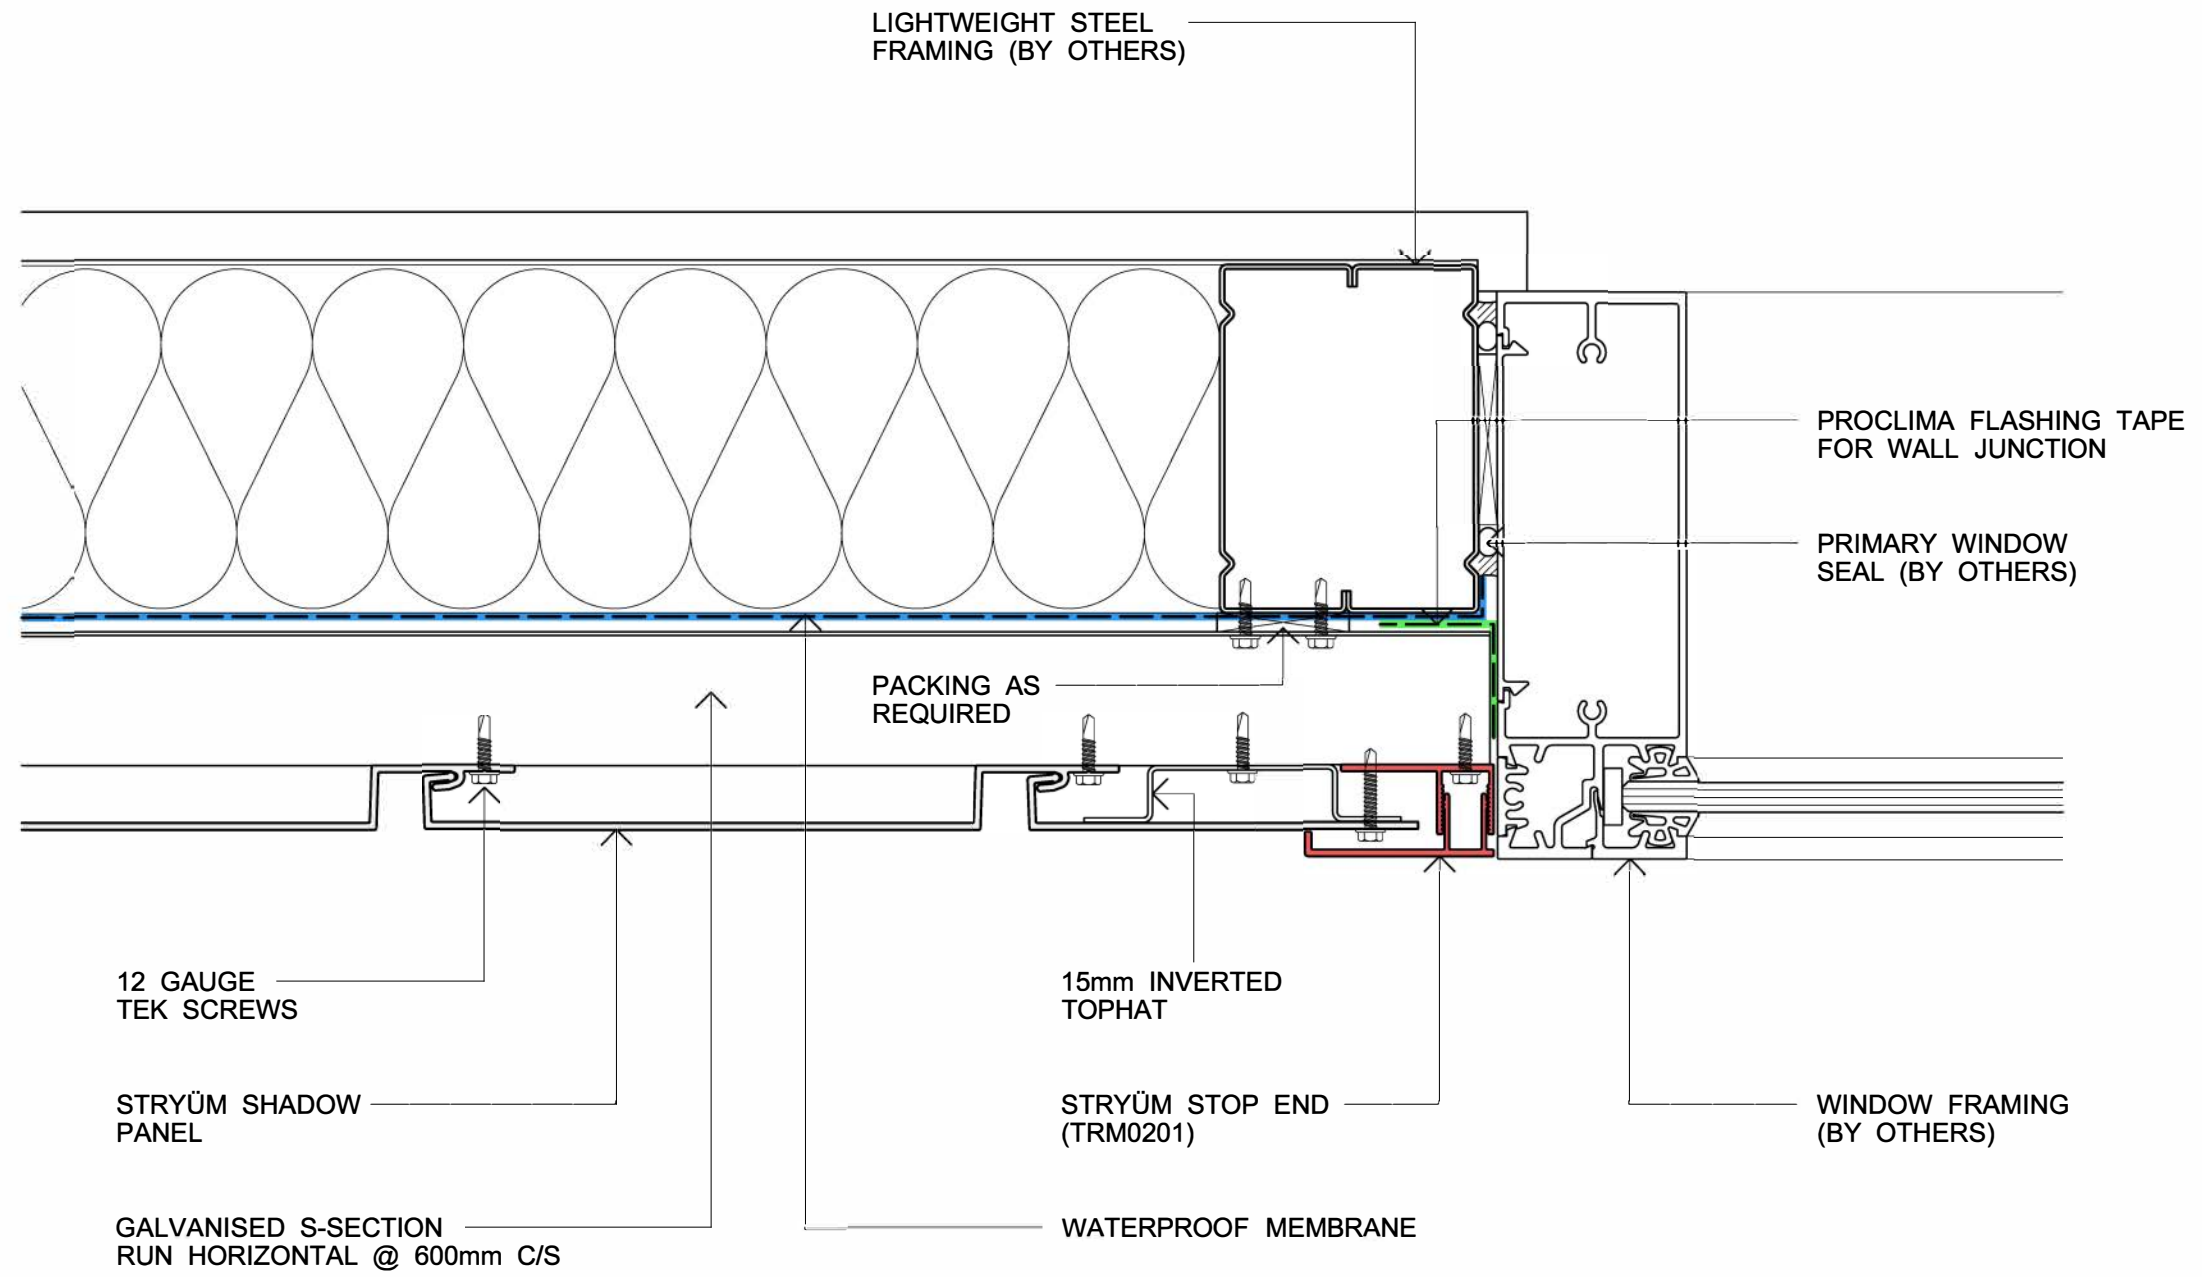 LIGHTWEIGHT STEEL
FRAMING (BY OTHERS)
PROCLIMA FLASHING TAPE
FOR WALL JUNCTION
PRIMARY WINDOW
SEAL (BY OTHERS)
PACKING AS
REQUIRED
12 GAUGE
TEK SCREWS
15mm INVERTED
TOPHAT
STRYÜM SHADOW
PANEL
STRYÜM STOP END
(TRM0201)
WINDOW FRAMING
(BY OTHERS)
GALVANISED S-SECTION
RUN HORIZONTAL @ 600mm C/S
WATERPROOF MEMBRANE